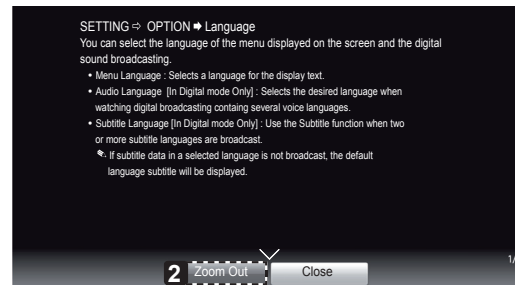 SETTING ⇨ OPTION ➡ Language
You can select the language of the menu displayed on the screen and the digital
sound broadcasting.
• Menu Language : Selects a language for the display text.
• Audio Language [In Digital mode Only] : Selects the desired language when
watching digital broadcasting containg several voice languages.
• Subtitle Language [In Digital mode Only] : Use the Subtitle function when two
or more subtitle languages are broadcast.
If subtitle data in a selected language is not broadcast, the default
language subtitle will be displayed.
1/
2 Zoom Out Close